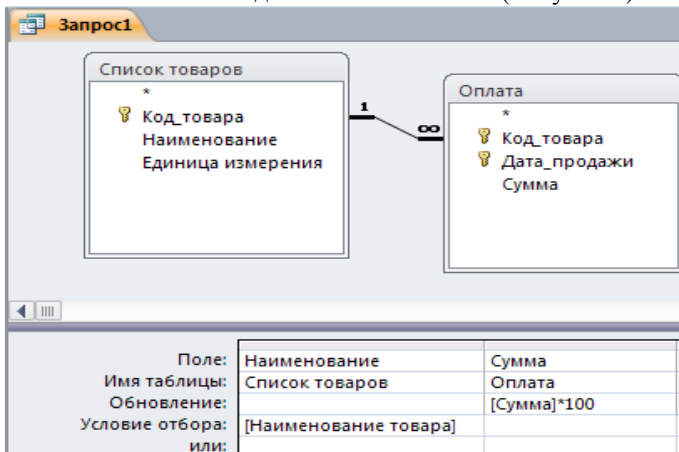 Запрос1
Список товаров
*
Код_товара
Наименование
Единица измерения
1
∞
Оплата
*
Код_товара
Дата_продажи
Сумма
Поле: Наименование Сумма
Имя таблицы: Список товаров Оплата
Обновление: [Сумма]*100
Условие отбора: [Наименование товара]
или: